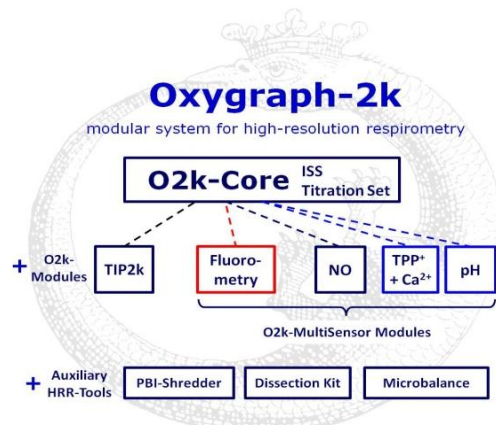 Oxygraph-2k
modular system for high-resolution respirometry
O2k-Core ISS
Titration Set
+ O2k-
Modules
TIP2k
Fluoro-
metry
NO
TPP⁺
+ Ca²⁺
pH
O2k-MultiSensor Modules
+ Auxiliary
HRR-Tools
PBI-Shredder
Dissection Kit
Microbalance